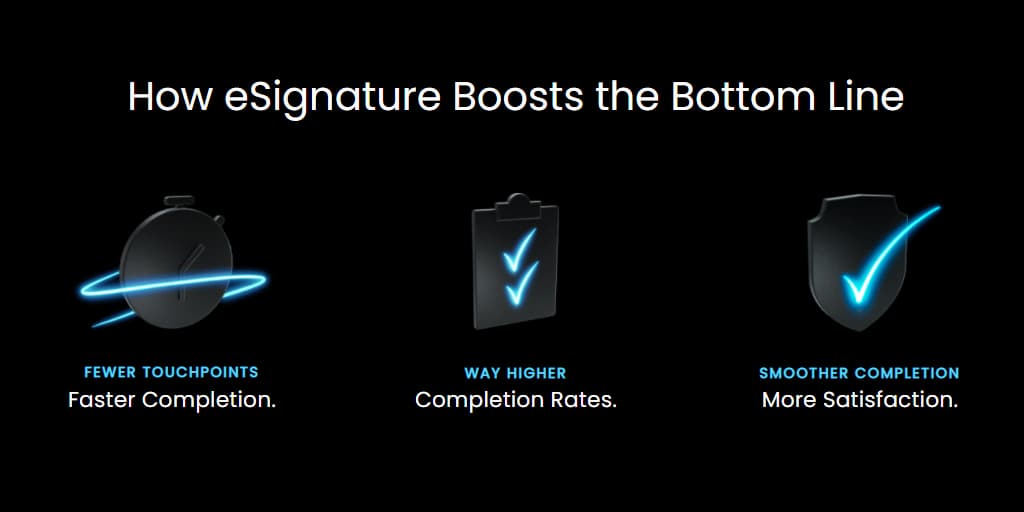 How eSignature Boosts the Bottom Line
FEWER TOUCHPOINTS
Faster Completion.
WAY HIGHER
Completion Rates.
SMOOTHER COMPLETION
More Satisfaction.